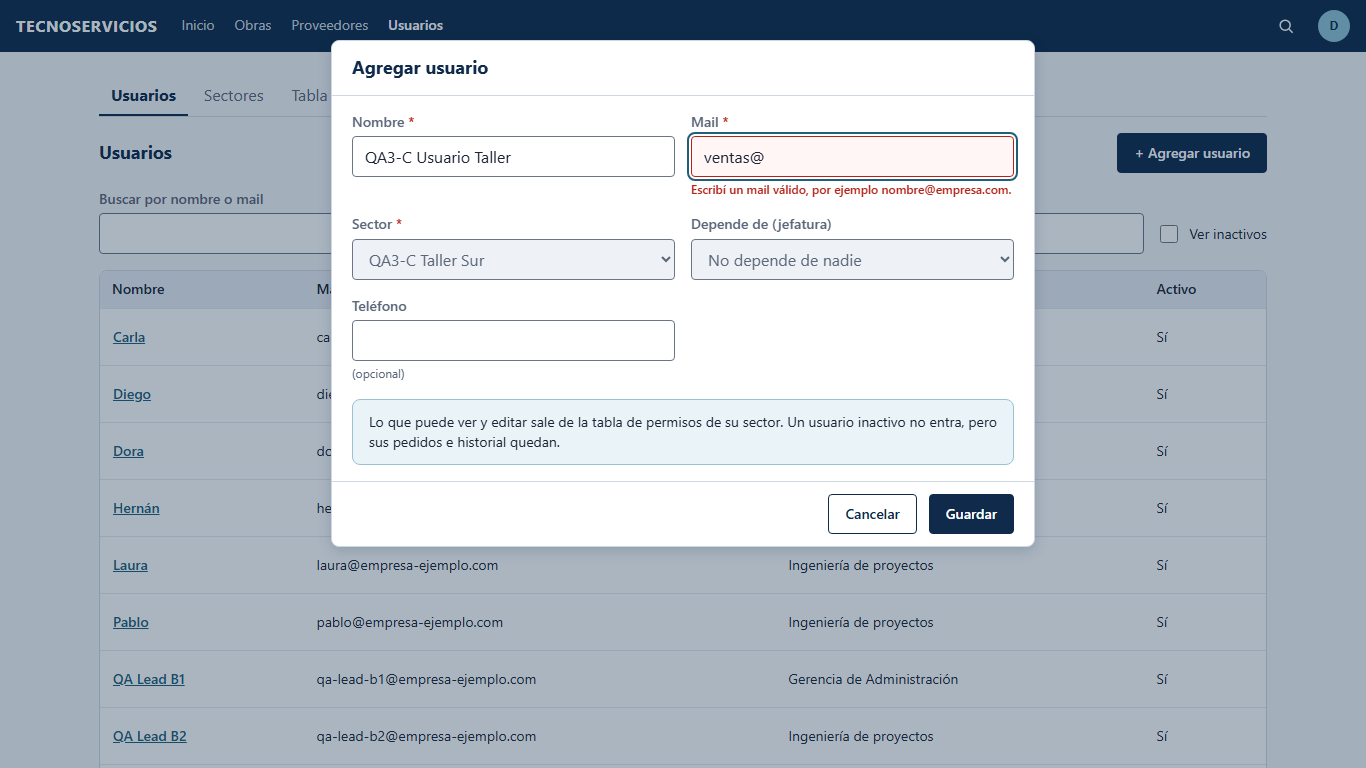 TECNOSERVICIOS Inicio Obras Proveedores Usuarios D
Agregar usuario
Usuarios Sectores Tabla
Nombre * Mail *
QA3-C Usuario Taller ventas@
Usuarios + Agregar usuario
Escribí un mail válido, por ejemplo nombre@empresa.com.
Buscar por nombre o mail
Sector * Depende de (jefatura)
Ver inactivos
QA3-C Taller Sur No depende de nadie
Nombre Activo
Teléfono
Carla ca Sí
(opcional)
Diego Sí
Lo que puede ver y editar sale de la tabla de permisos de su sector. Un usuario inactivo no entra, pero
sus pedidos e historial quedan.
Dora Sí
Hernán he Sí
Cancelar Guardar
Laura laura@empresa-ejemplo.com Ingeniería de proyectos Sí
Pablo pablo@empresa-ejemplo.com Ingeniería de proyectos Sí
QA Lead B1 qa-lead-b1@empresa-ejemplo.com Gerencia de Administración Sí
QA Lead B2 qa-lead-b2@empresa-ejemplo.com Ingeniería de proyectos Sí